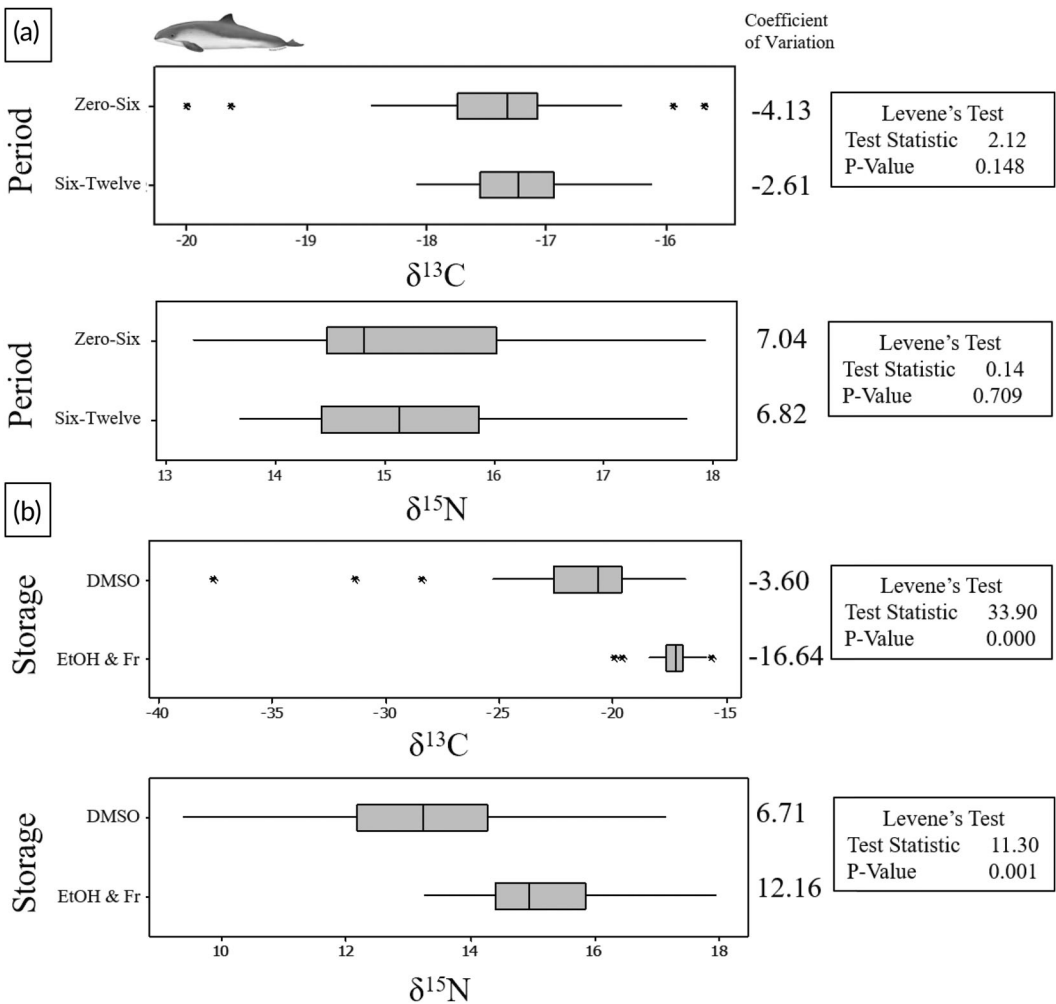 (a)
Coefficient
of Variation
Period
Zero-Six
Six-Twelve
-4.13
-2.61
Levene's Test
Test Statistic 2.12
P-Value 0.148
-20 -19 -18 -17 -16
δ¹³C
Period
Zero-Six
Six-Twelve
7.04
6.82
Levene's Test
Test Statistic 0.14
P-Value 0.709
13 14 15 16 17 18
δ¹⁵N
(b)
Storage
DMSO
EtOH & Fr
-3.60
-16.64
Levene's Test
Test Statistic 33.90
P-Value 0.000
-40 -35 -30 -25 -20 -15
δ¹³C
Storage
DMSO
EtOH & Fr
6.71
12.16
Levene's Test
Test Statistic 11.30
P-Value 0.001
10 12 14 16 18
δ¹⁵N